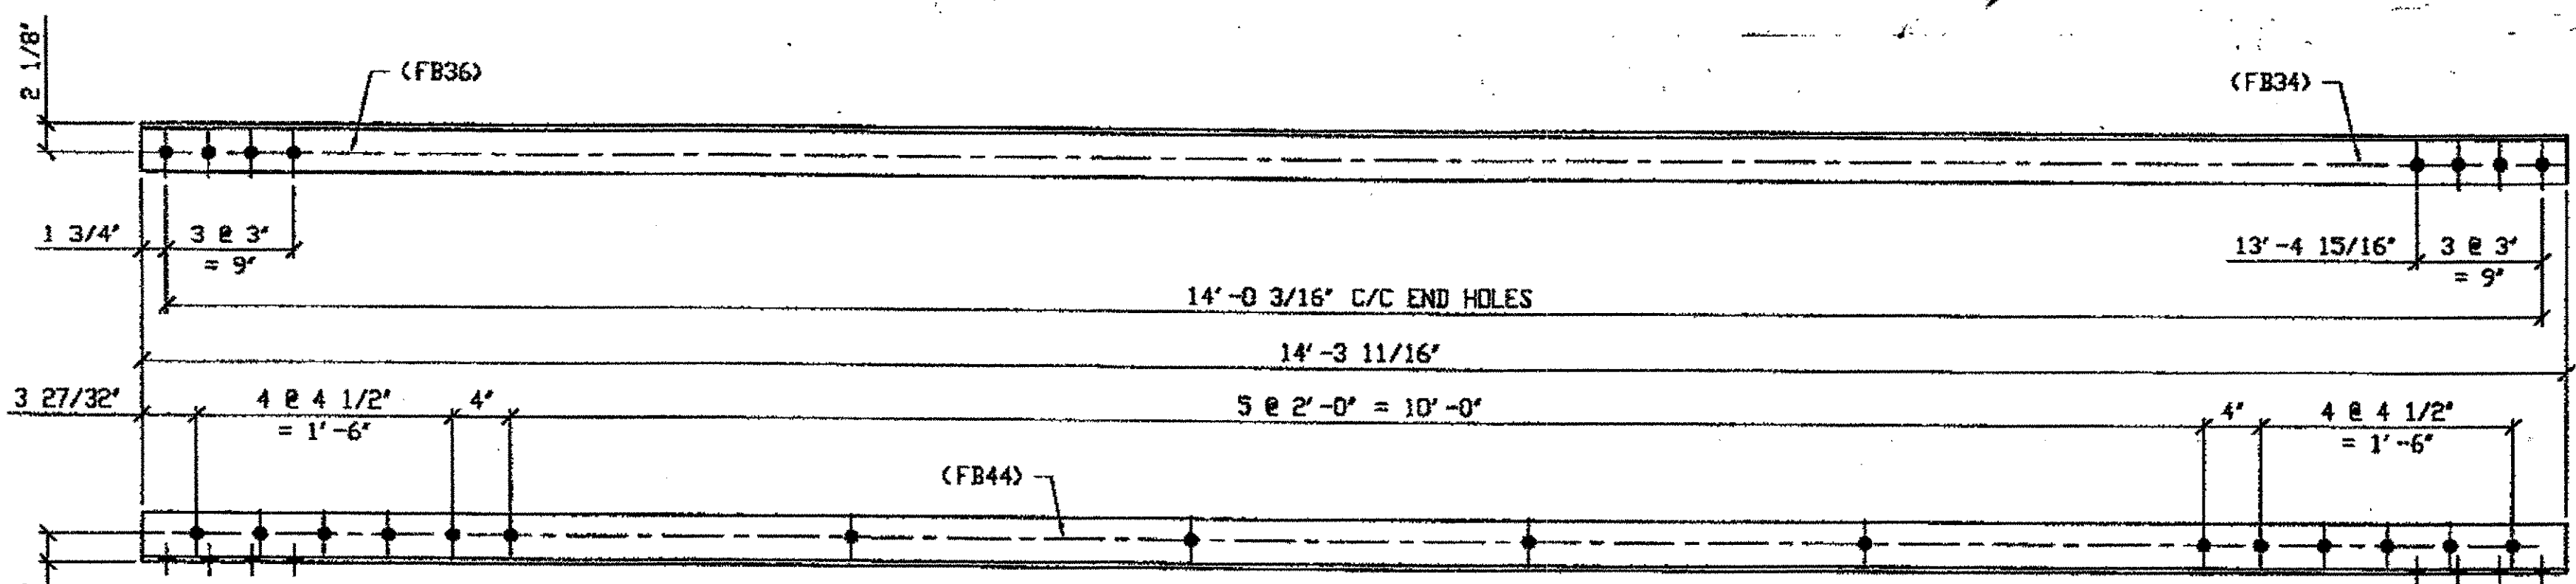 2 1/8"
(FB36)
(FB34)
1 3/4"
3 @ 3"
= 9"
13'-4 15/16"
3 @ 3"
= 9"
14'-0 3/16" C/C END HOLES
14'-3 11/16"
3 27/32"
4 @ 4 1/2"
= 1'-6"
4"
5 @ 2'-0" = 10'-0"
4"
4 @ 4 1/2"
= 1'-6"
(FB44)